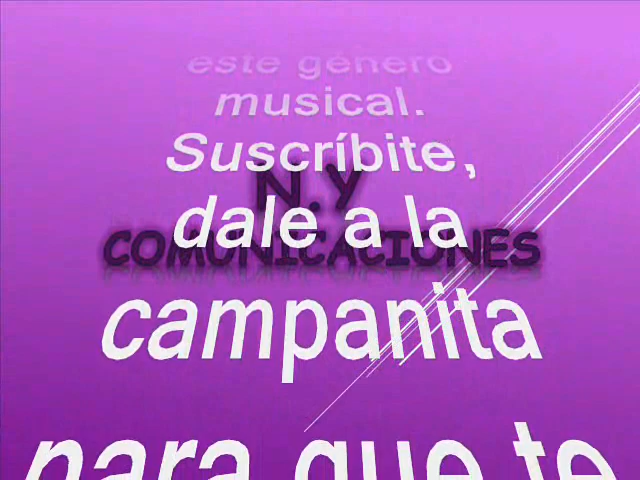 este género
musical.
Suscríbite,
N.Y
dale a la
COMUNICACIONES
campanita
para que te